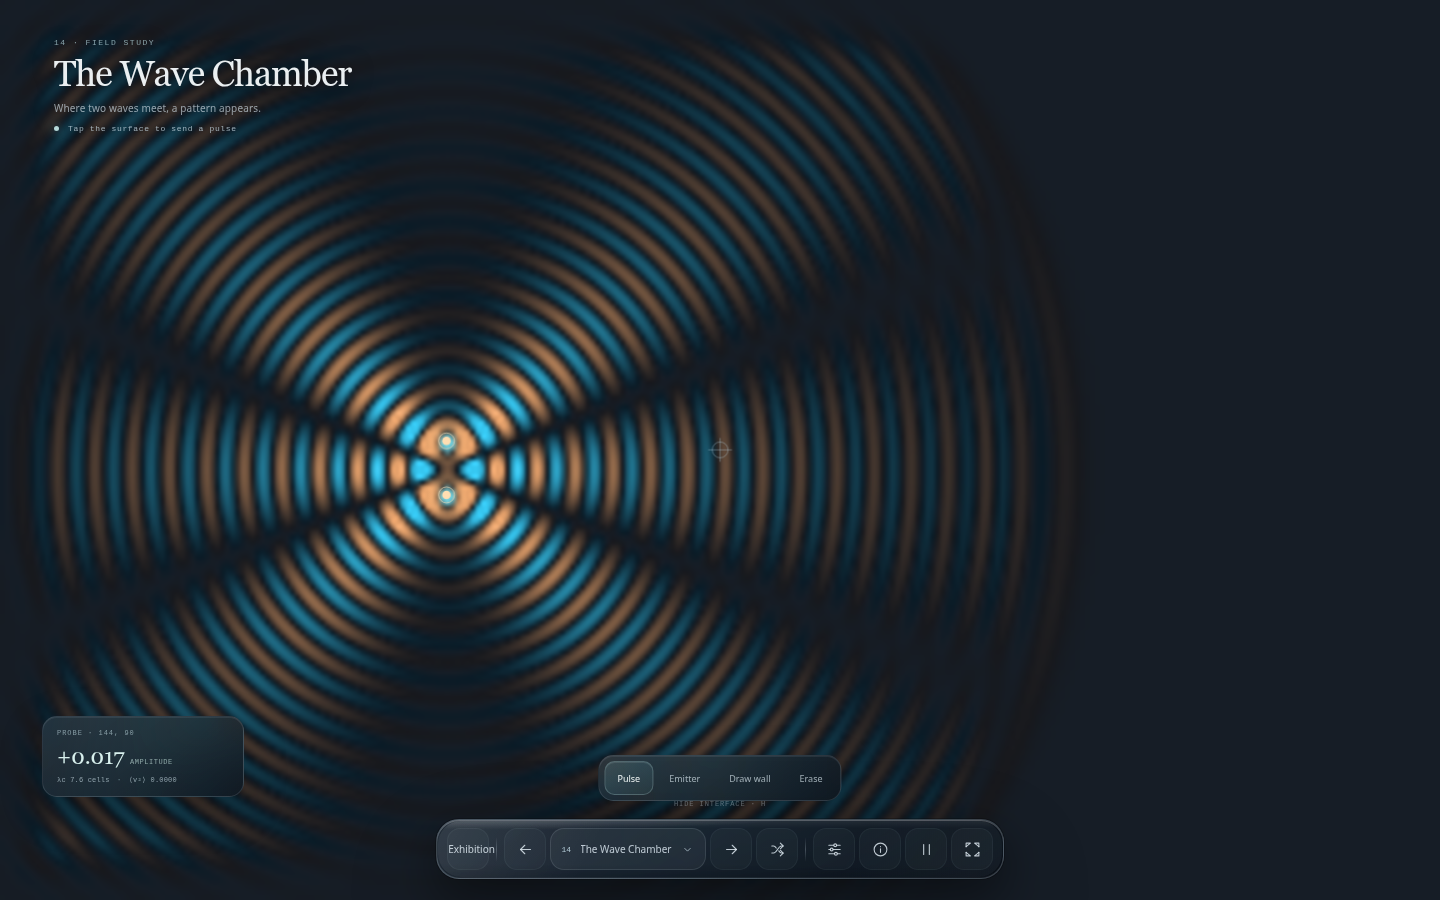 14 · FIELD STUDY
The Wave Chamber
Where two waves meet, a pattern appears.
Tap the surface to send a pulse
PROBE · 144, 90
+0.017 AMPLITUDE
λc 7.6 cells · ⟨v²⟩ 0.0000
Pulse Emitter Draw wall Erase
HIDE INTERFACE · H
Exhibition 14 The Wave Chamber